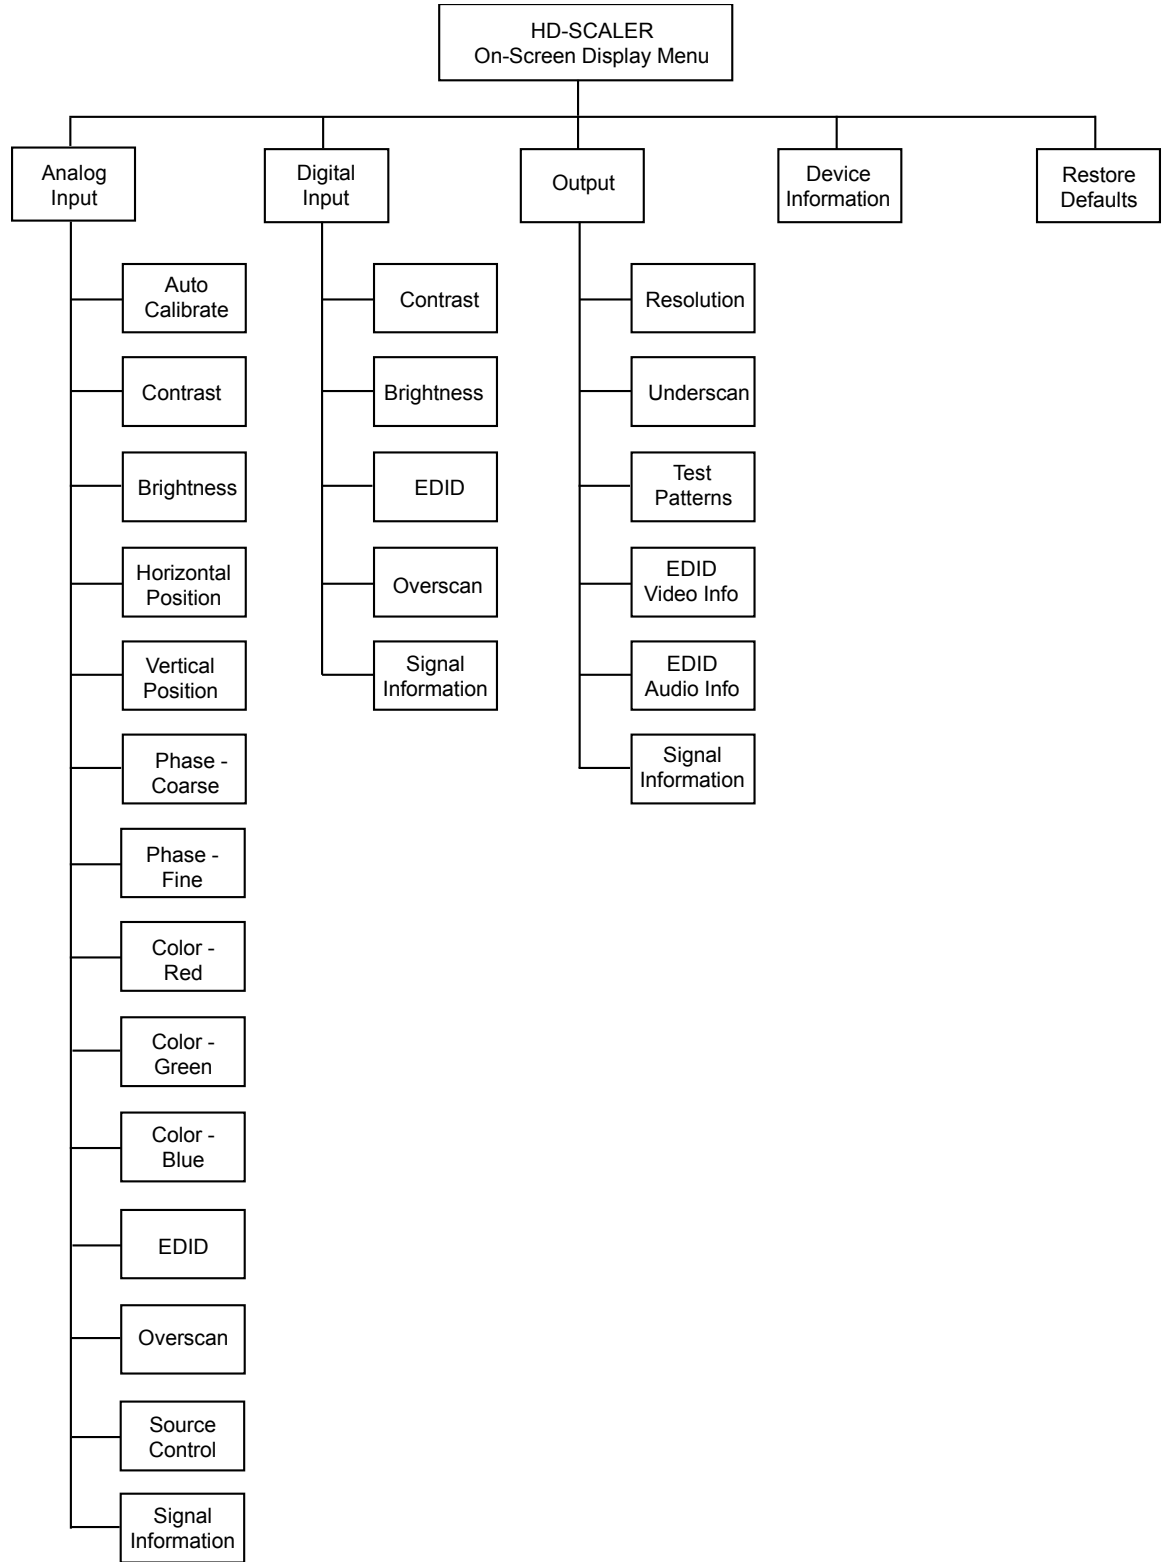 HD-SCALER
On-Screen Display Menu
Analog
Input
Digital
Input
Output
Device
Information
Restore
Defaults
Auto
Calibrate
Contrast
Brightness
Horizontal
Position
Vertical
Position
Phase -
Coarse
Phase -
Fine
Color -
Red
Color -
Green
Color -
Blue
EDID
Overscan
Source
Control
Signal
Information
Contrast
Brightness
EDID
Overscan
Signal
Information
Resolution
Underscan
Test
Patterns
EDID
Video Info
EDID
Audio Info
Signal
Information